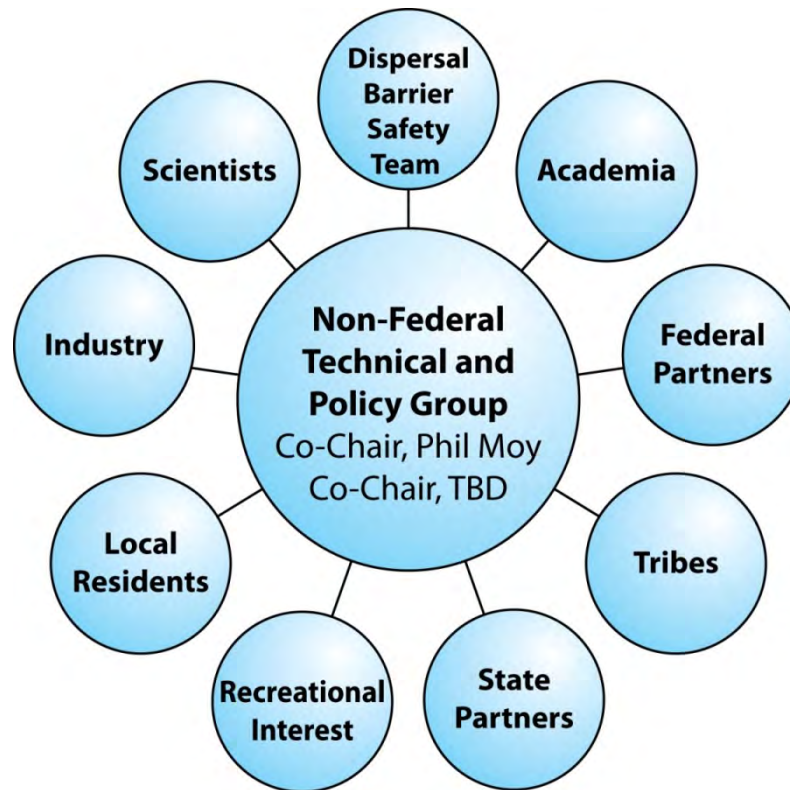 Dispersal
Barrier
Safety
Team
Scientists
Academia
Industry
Non-Federal
Technical and
Policy Group
Co-Chair, Phil Moy
Co-Chair, TBD
Federal
Partners
Local
Residents
Tribes
Recreational
Interest
State
Partners